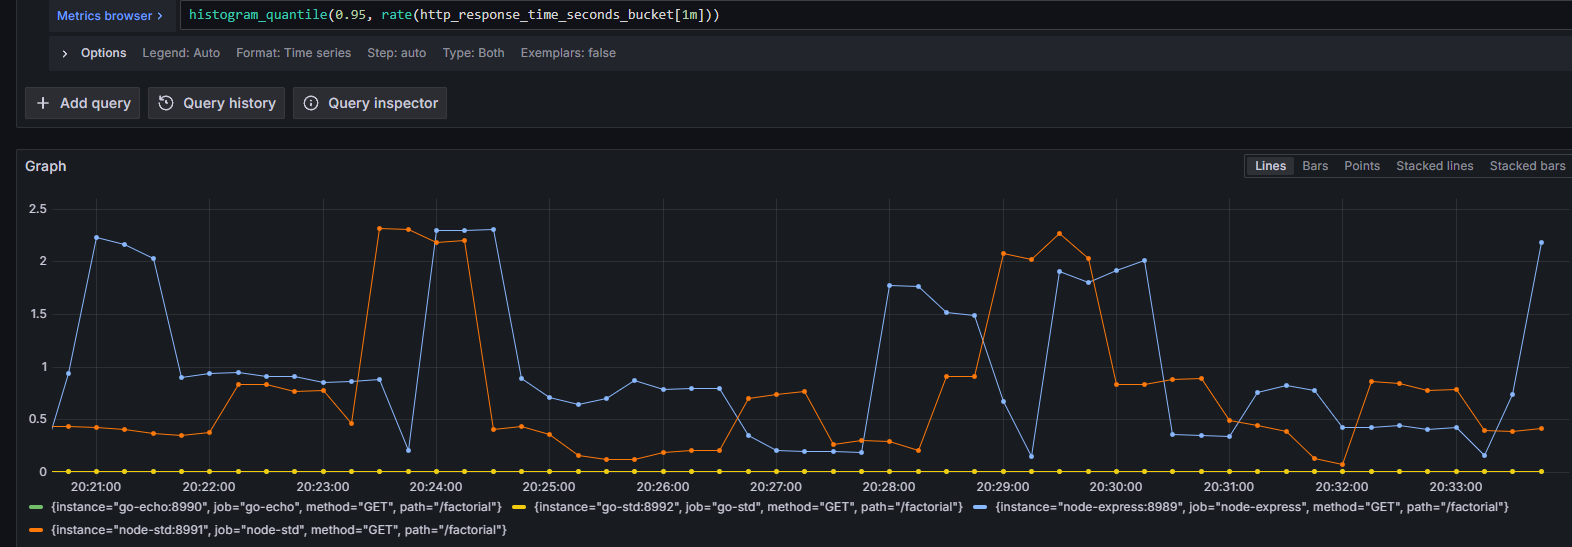 Metrics browser > histogram_quantile(0.95, rate(http_response_time_seconds_bucket[1m]))
> Options Legend: Auto Format: Time series Step: auto Type: Both Exemplars: false
+ Add query Query history Query inspector
Graph Lines Bars Points Stacked lines Stacked bars
2.5
2
1.5
1
0.5
0
20:21:00 20:22:00 20:23:00 20:24:00 20:25:00 20:26:00 20:27:00 20:28:00 20:29:00 20:30:00 20:31:00 20:32:00 20:33:00
{instance="go-echo:8990", job="go-echo", method="GET", path="/factorial"} {instance="go-std:8992", job="go-std", method="GET", path="/factorial"} {instance="node-express:8989", job="node-express", method="GET", path="/factorial"}
{instance="node-std:8991", job="node-std", method="GET", path="/factorial"}